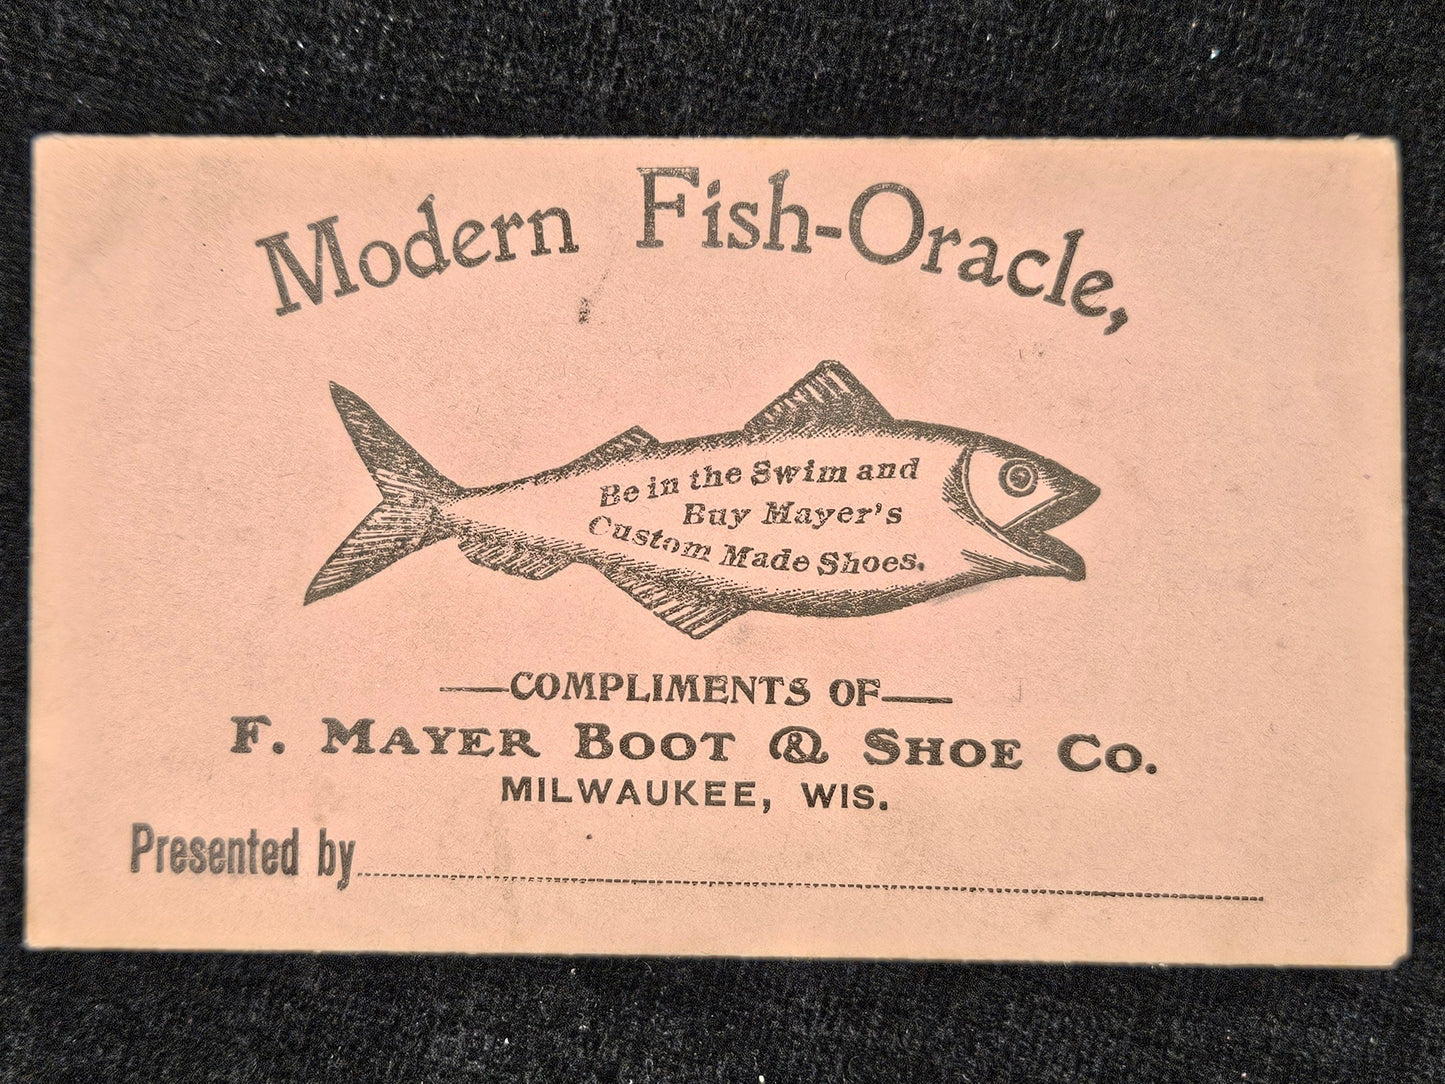 Modern Fish-Oracle,
Be in the Swim and
Buy Mayer's
Custom Made Shoes.
—COMPLIMENTS OF—
F. MAYER BOOT & SHOE CO.
MILWAUKEE, WIS.
Presented by